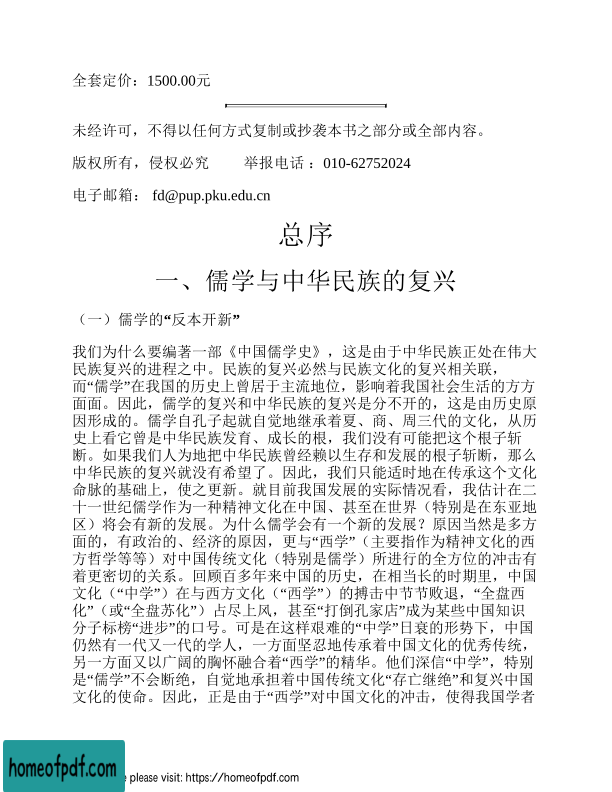 全套定价：1500.00元
未经许可，不得以任何方式复制或抄袭本书之部分或全部内容。
版权所有，侵权必究 举报电话 ：010-62752024
电子邮箱： fd@pup.pku.edu.cn
总序
一、儒学与中华民族的复兴
（一）儒学的“反本开新”
我们为什么要编著一部《中国儒学史》，这是由于中华民族正处在伟大
民族复兴的进程之中。民族的复兴必然与民族文化的复兴相关联，
而“儒学”在我国的历史上曾居于主流地位，影响着我国社会生活的方方
面面。因此，儒学的复兴和中华民族的复兴是分不开的，这是由历史原
因形成的。儒学自孔子起就自觉地继承着夏、商、周三代的文化，从历
史上看它曾是中华民族发育、成长的根，我们没有可能把这个根子斩
断。如果我们人为地把中华民族曾经赖以生存和发展的根子斩断，那么
中华民族的复兴就没有希望了。因此，我们只能适时地在传承这个文化
命脉的基础上，使之更新。就目前我国发展的实际情况看，我估计在二
十一世纪儒学作为一种精神文化在中国、甚至在世界（特别是在东亚地
区）将会有新的发展。为什么儒学会有一个新的发展？原因当然是多方
面的，有政治的、经济的原因，更与“西学”（主要指作为精神文化的西
方哲学等等）对中国传统文化（特别是儒学）所进行的全方位的冲击有
着更密切的关系。回顾百多年来中国的历史，在相当长的时期里，中国
文化（“中学”）在与西方文化（“西学”）的搏击中节节败退，“全盘西
化”（或“全盘苏化”）占尽上风，甚至“打倒孔家店”成为某些中国知识
分子标榜“进步”的口号。可是在这样艰难的“中学”日衰的形势下，中国
仍然有一代又一代的学人，一方面坚忍地传承着中国文化的优秀传统，
另一方面又以广阔的胸怀融合着“西学”的精华。他们深信“中学”，特别
是“儒学”不会断绝，自觉地承担着中国传统文化“存亡继绝”和复兴中国
文化的使命。因此，正是由于“西学”对中国文化的冲击，使得我国学者
homeofpdf.com
e please visit: https://homeofpdf.com